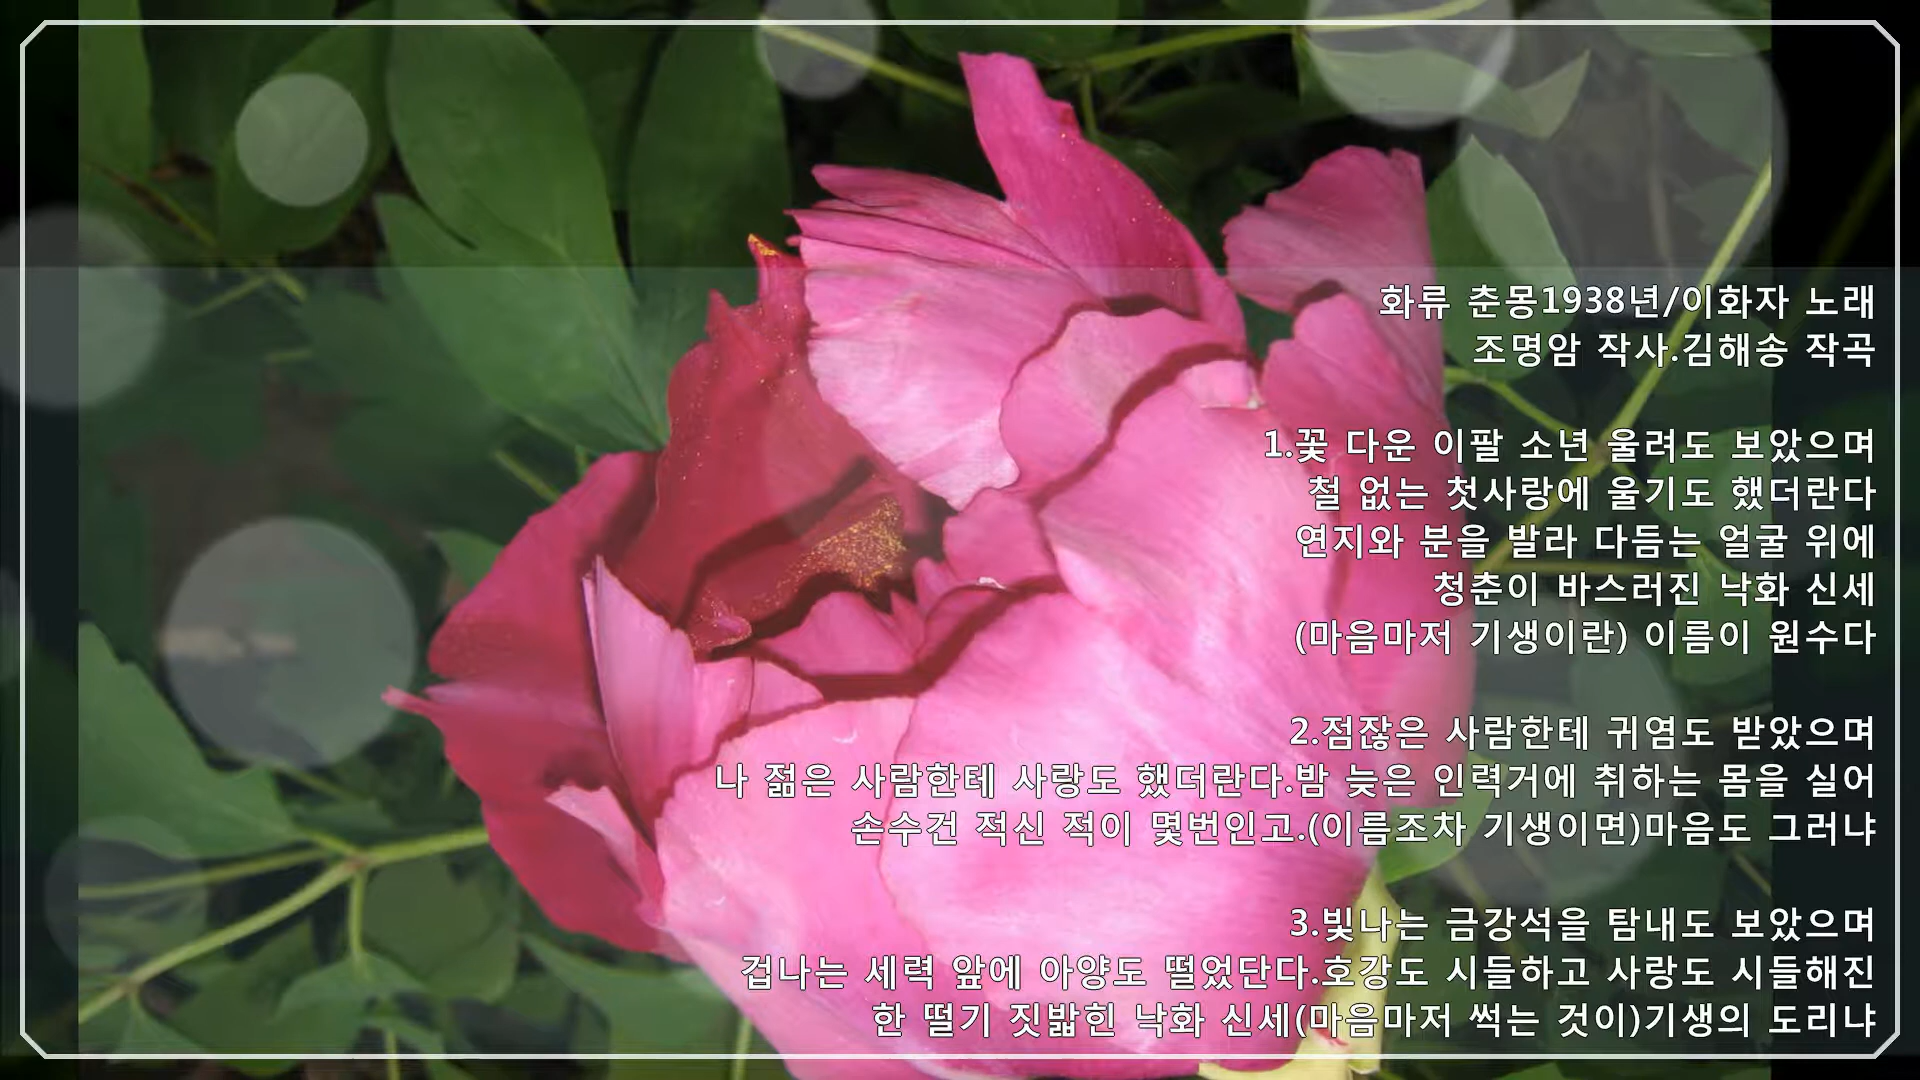 화류 춘몽1938년/이화자 노래
조명암 작사.김해송 작곡
1.꽃 다운 이팔 소년 울려도 보았으며
철 없는 첫사랑에 울기도 했더란다
연지와 분을 발라 다듬는 얼굴 위에
청춘이 바스러진 낙화 신세
(마음마저 기생이란) 이름이 원수다
2.점잖은 사람한테 귀염도 받았으며
나 젊은 사람한테 사랑도 했더란다.밤 늦은 인력거에 취하는 몸을 실어
손수건 적신 적이 몇번인고.(이름조차 기생이면)마음도 그러냐
3.빛나는 금강석을 탐내도 보았으며
겁나는 세력 앞에 아양도 떨었단다.호강도 시들하고 사랑도 시들해진
한 떨기 짓밟힌 낙화 신세(마음마저 썩는 것이)기생의 도리냐